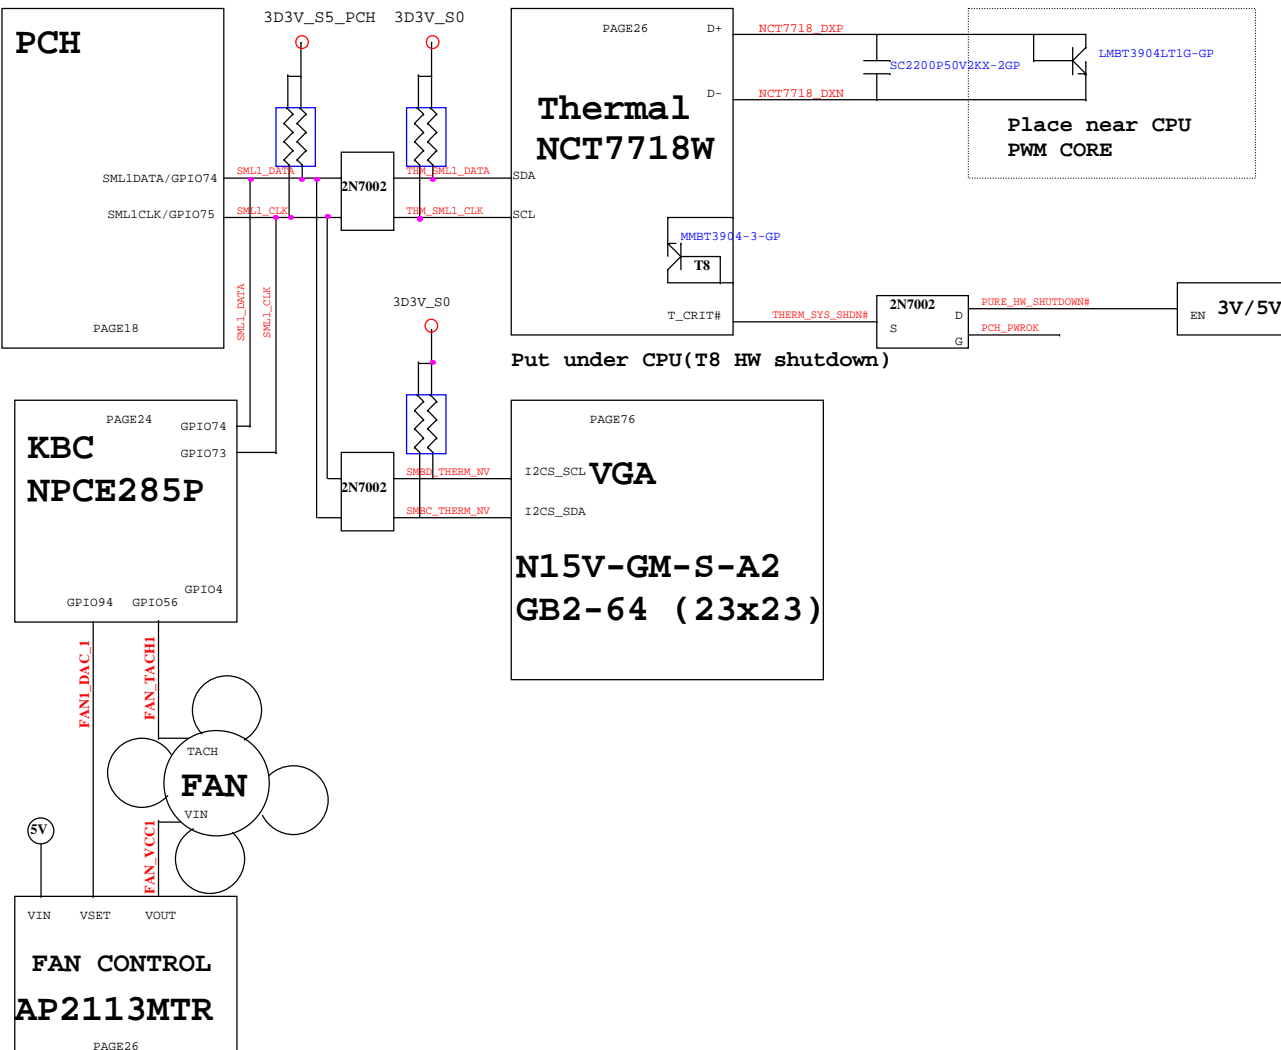 3D3V_S5_PCH
3D3V_S0
PCH
SML1DATA/GPIO74
SML1CLK/GPIO75
PAGE18
SML1_DATA
SML1_CLK
2N7002
THM_SML1_DATA
THM_SML1_CLK
PAGE26
D+
D-
Thermal
NCT7718W
SDA
SCL
MMBT3904-3-GP
T8
T_CRIT#
NCT7718_DXP
NCT7718_DXN
SC2200P50V2KX-2GP
LMBT3904LT1G-GP
Place near CPU
PWM CORE
SML1_DATA
SML1_CLK
THERM_SYS_SHDN#
2N7002
S
D
G
PURE_HW_SHUTDOWN#
PCH_PWROK
EN
3V/5V
Put under CPU(T8 HW shutdown)
3D3V_S0
PAGE24
GPIO74
GPIO73
KBC
NPCE285P
GPIO4
GPIO94
GPIO56
2N7002
SMBD_THERM_NV
SMBC_THERM_NV
PAGE76
I2CS_SCL
VGA
I2CS_SDA
N15V-GM-S-A2
GB2-64 (23x23)
FAN1_DAC_1
FAN_TACH1
TACH
FAN
VIN
5V
FAN_VCC1
VIN
VSET
VOUT
FAN CONTROL
AP2113MTR
PAGE26